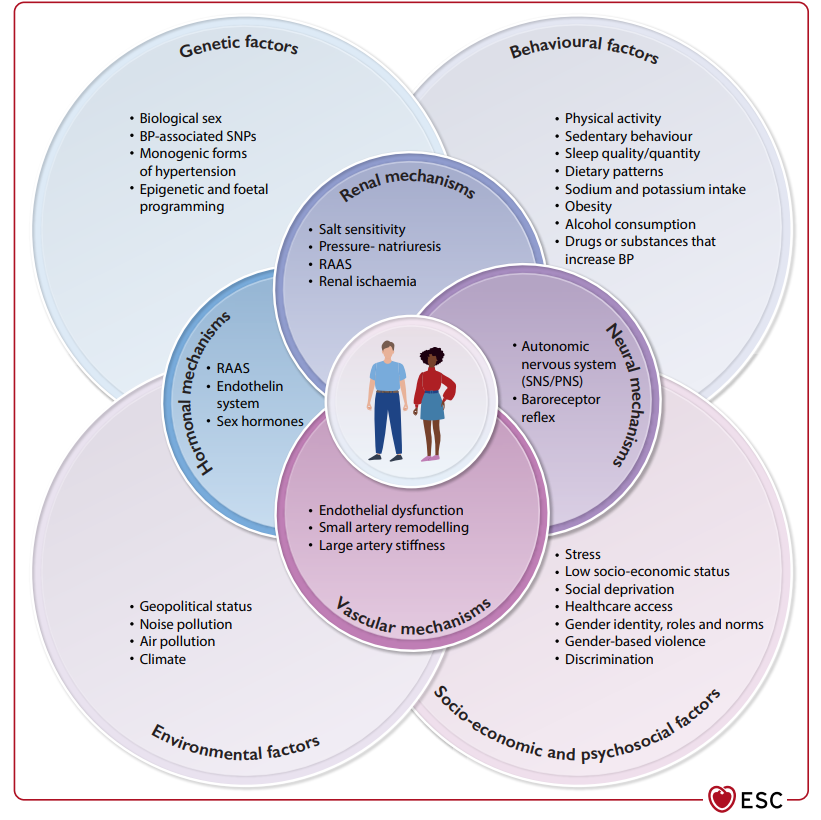 Genetic factors
• Biological sex
• BP-associated SNPs
• Monogenic forms
of hypertension
• Epigenetic and foetal
programming
Behavioural factors
• Physical activity
• Sedentary behaviour
• Sleep quality/quantity
• Dietary patterns
• Sodium and potassium intake
• Obesity
• Alcohol consumption
• Drugs or substances that
increase BP
Renal mechanisms
• Salt sensitivity
• Pressure- natriuresis
• RAAS
• Renal ischaemia
Hormonal mechanisms
• RAAS
• Endothelin
system
• Sex hormones
Neural mechanisms
• Autonomic
nervous system
(SNS/PNS)
• Baroreceptor
reflex
• Endothelial dysfunction
• Small artery remodelling
• Large artery stiffness
Vascular mechanisms
• Geopolitical status
• Noise pollution
• Air pollution
• Climate
Environmental factors
• Stress
• Low socio-economic status
• Social deprivation
• Healthcare access
• Gender identity, roles and norms
• Gender-based violence
• Discrimination
Socio-economic and psychosocial factors
ESC